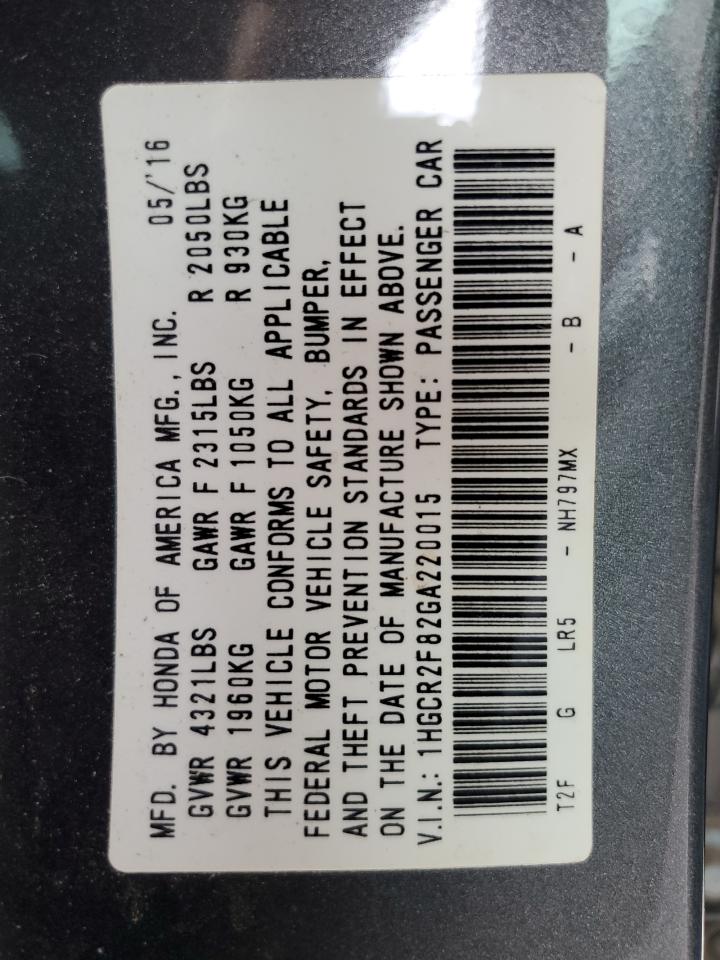 MFD. BY HONDA OF AMERICA MFG., INC. 05/'16
GVWR 4321LBS GAWR F 2315LBS R 2050LBS
GVWR 1960KG GAWR F 1050KG R 930KG
THIS VEHICLE CONFORMS TO ALL APPLICABLE
FEDERAL MOTOR VEHICLE SAFETY, BUMPER,
AND THEFT PREVENTION STANDARDS IN EFFECT
ON THE DATE OF MANUFACTURE SHOWN ABOVE.
V.I.N.: 1HGCR2F82GA220015 TYPE: PASSENGER CAR
T2F G LR5 - NH797MX - B - A